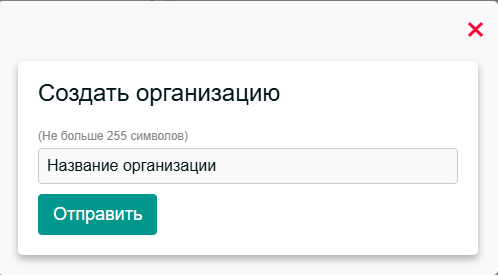 Создать организацию
(Не больше 255 символов)
Название организации
Отправить